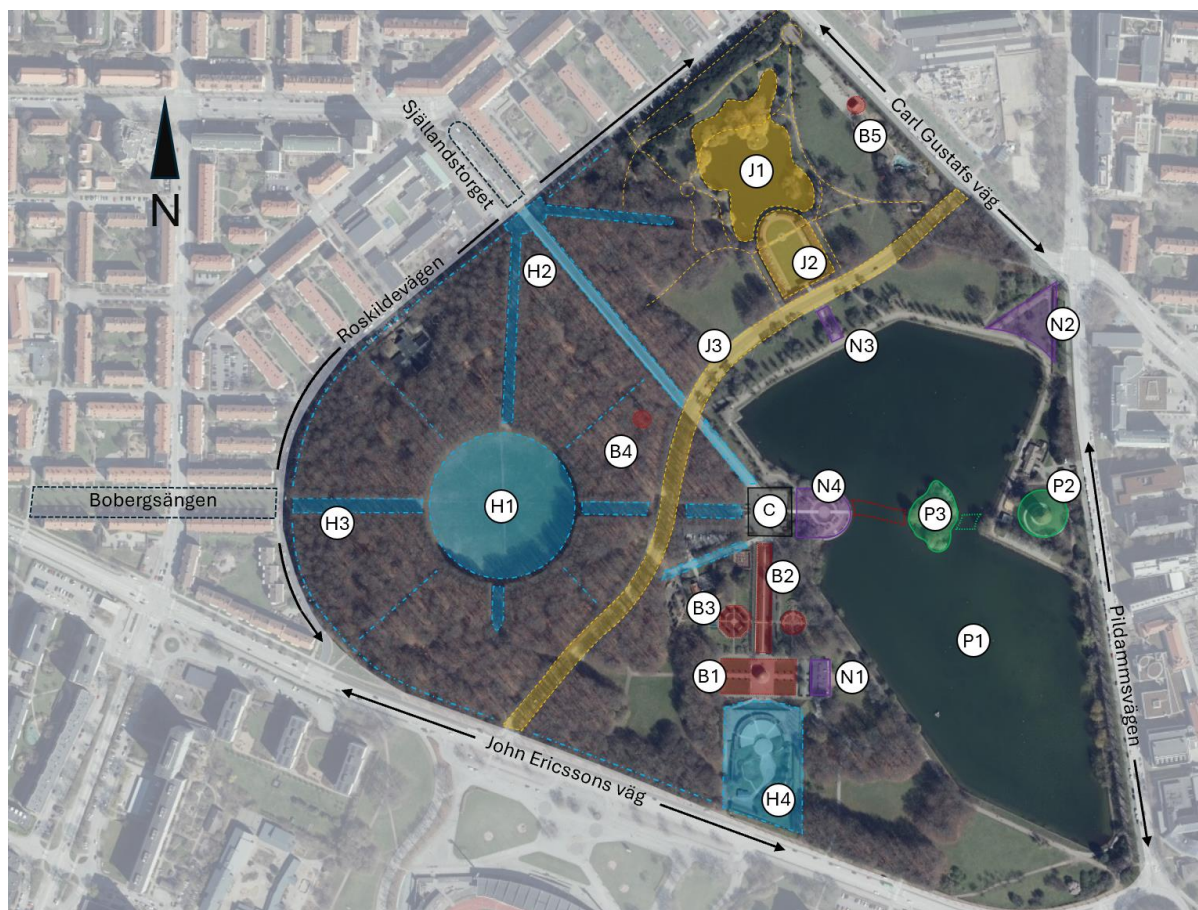 Carl Gustafs väg
B5
Själlandstorget
J1
N
H2
J2
Roskildevägen
N2
J3
N3
B4
Bobergsängen
H3
H1
C
N4
P3
P2
B2
B3
Pildammsvägen
P1
B1
N1
John Ericssons väg
H4